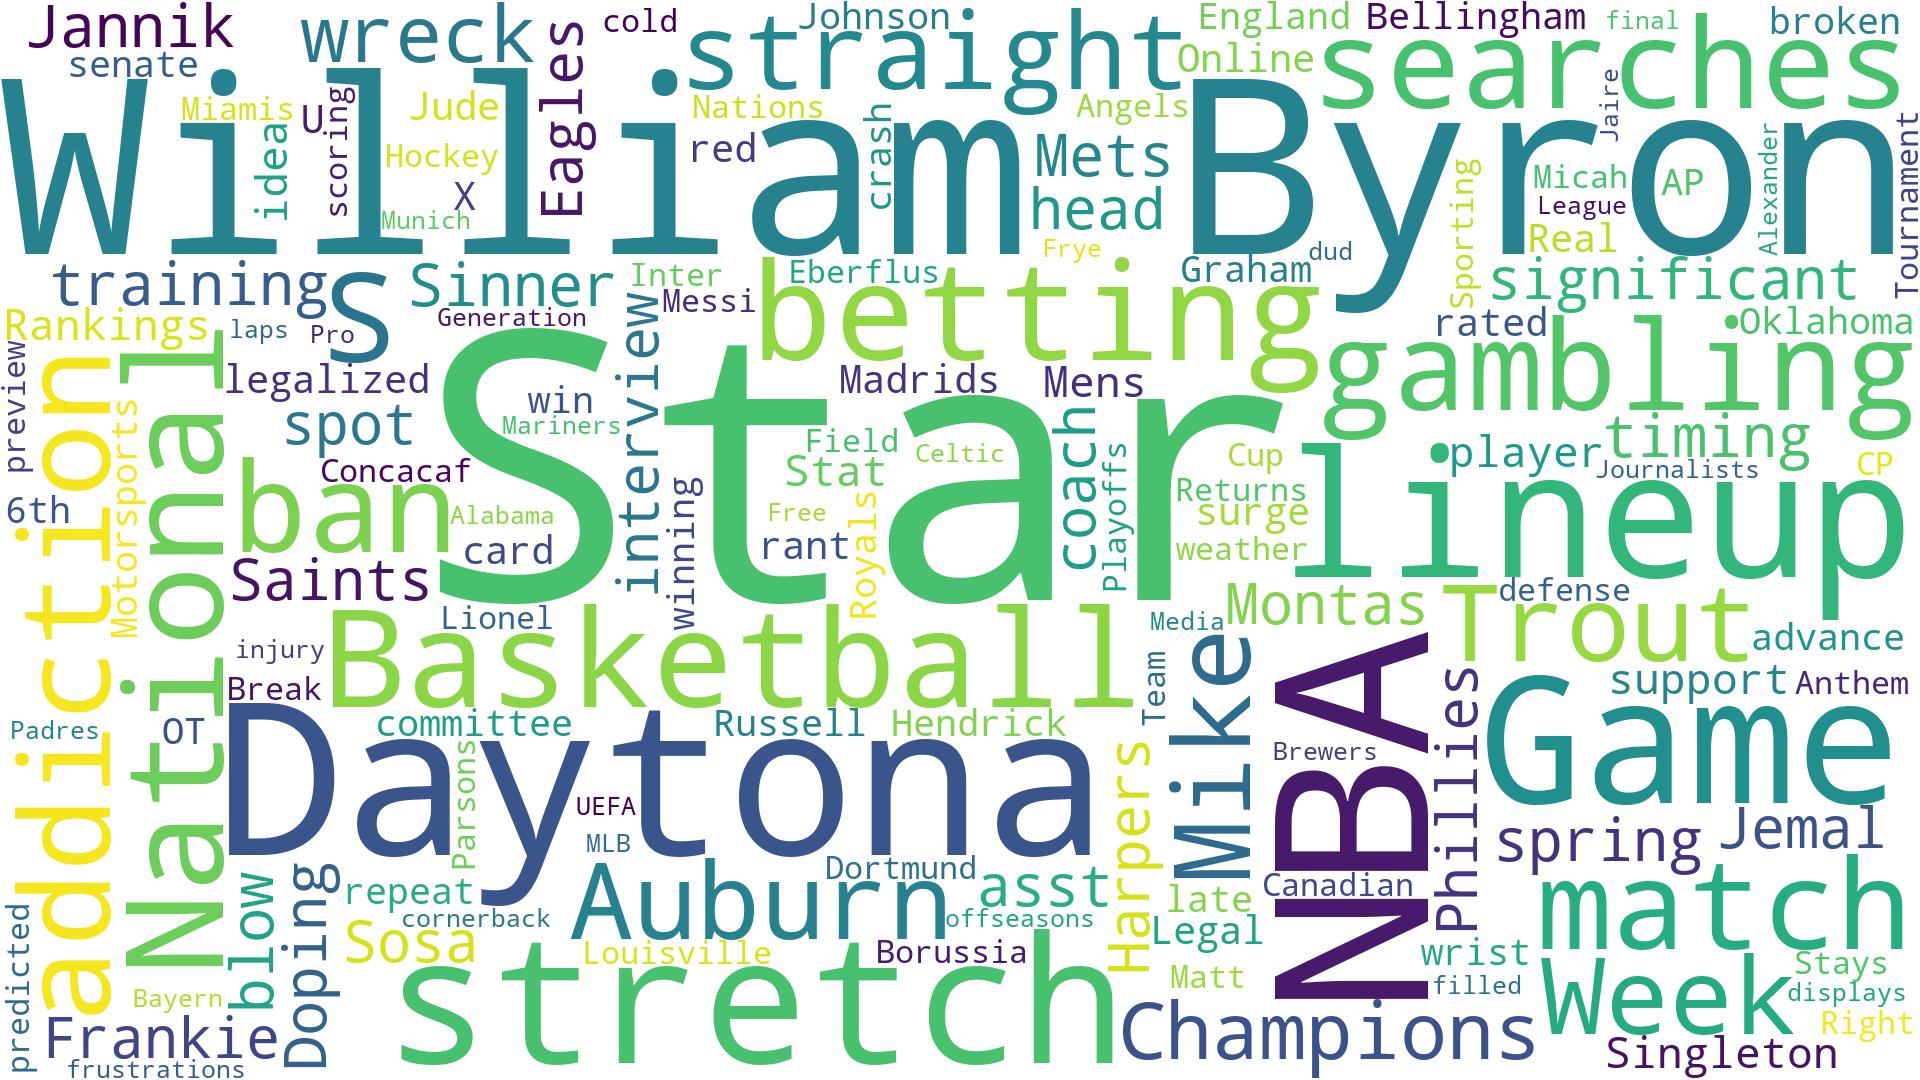 William
Byron
Star
Daytona
NBA
stretch
lineup
Game
Basketball
National
addiction
betting
gambling
searches
straight
match
Week
Trout
Mike
ban
s
Auburn
Champions
Jannik
wreck
cold
Johnson
England
Bellingham
final
broken
senate
Online
Miamis
U
scoring
Jude
Eagles
Nations
Angels
Jaire
idea
Hockey
X
Munich
red
crash
Mets
head
Micah
AP
League
Real
Sporting
Alexander
Tournament
Frye
dud
training
Sinner
Inter
Eberflus
Graham
significant
Messi
Generation
Rankings
laps
Pro
rated
Oklahoma
preview
Motorsports
legalized
win
Madrids
Mens
interview
spot
Mariners
Field
Celtic
Stat
coach
Playoffs
Cup
player
timing
Journalists
CP
Concacaf
6th
Alabama
card
winning
Free
Royals
rant
Returns
surge
weather
Saints
Lionel
Montas
defense
Media
advance
injury
Break
Team
Phillies
support
Anthem
Padres
OT
committee
Russell
Hendrick
Harpers
Brewers
Parsons
UEFA
MLB
spring
Jemal
Dortmund
asst
repeat
blow
Doping
cornerback
offseasons
late
Legal
Canadian
Sosa
Louisville
Borussia
Matt
wrist
filled
Stays
displays
Right
predicted
Bayern
Frankie
frustrations
Singleton